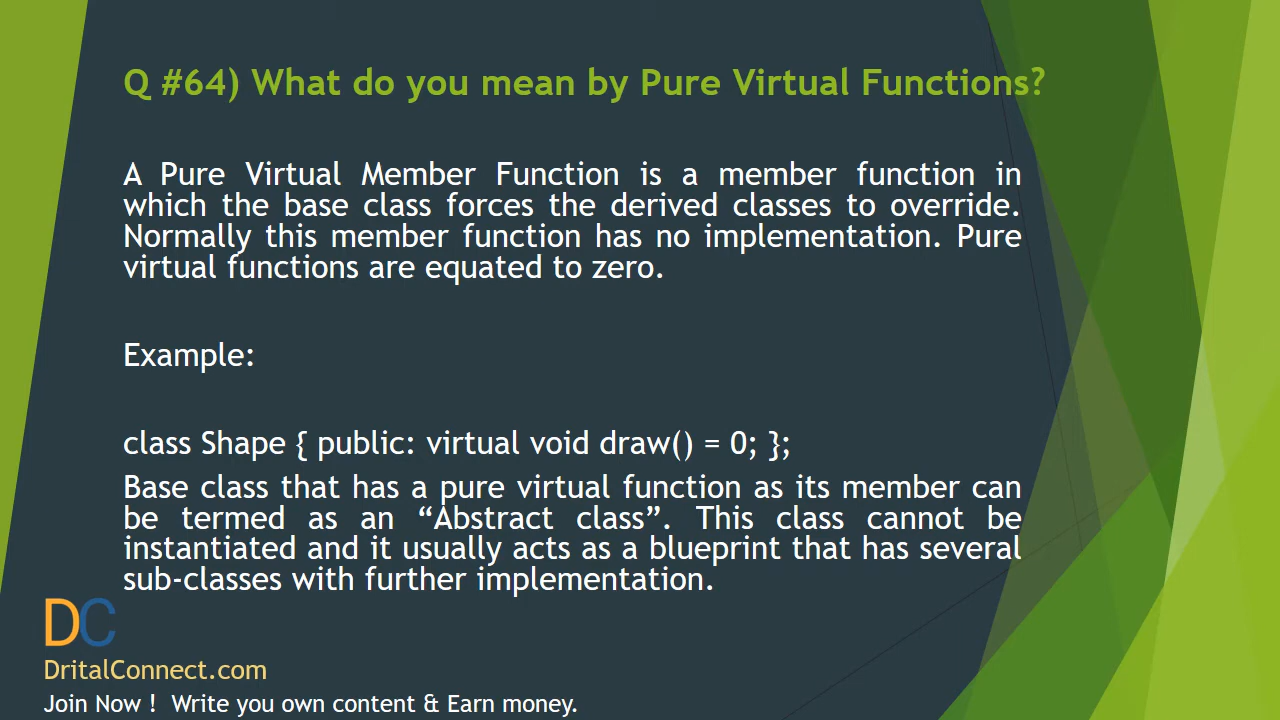 Q #64) What do you mean by Pure Virtual Functions?
A Pure Virtual Member Function is a member function in
which the base class forces the derived classes to override.
Normally this member function has no implementation. Pure
virtual functions are equated to zero.
Example:
class Shape { public: virtual void draw() = 0; };
Base class that has a pure virtual function as its member can
be termed as an “Abstract class”. This class cannot be
instantiated and it usually acts as a blueprint that has several
sub-classes with further implementation.
DC
DritalConnect.com
Join Now ! Write you own content & Earn money.